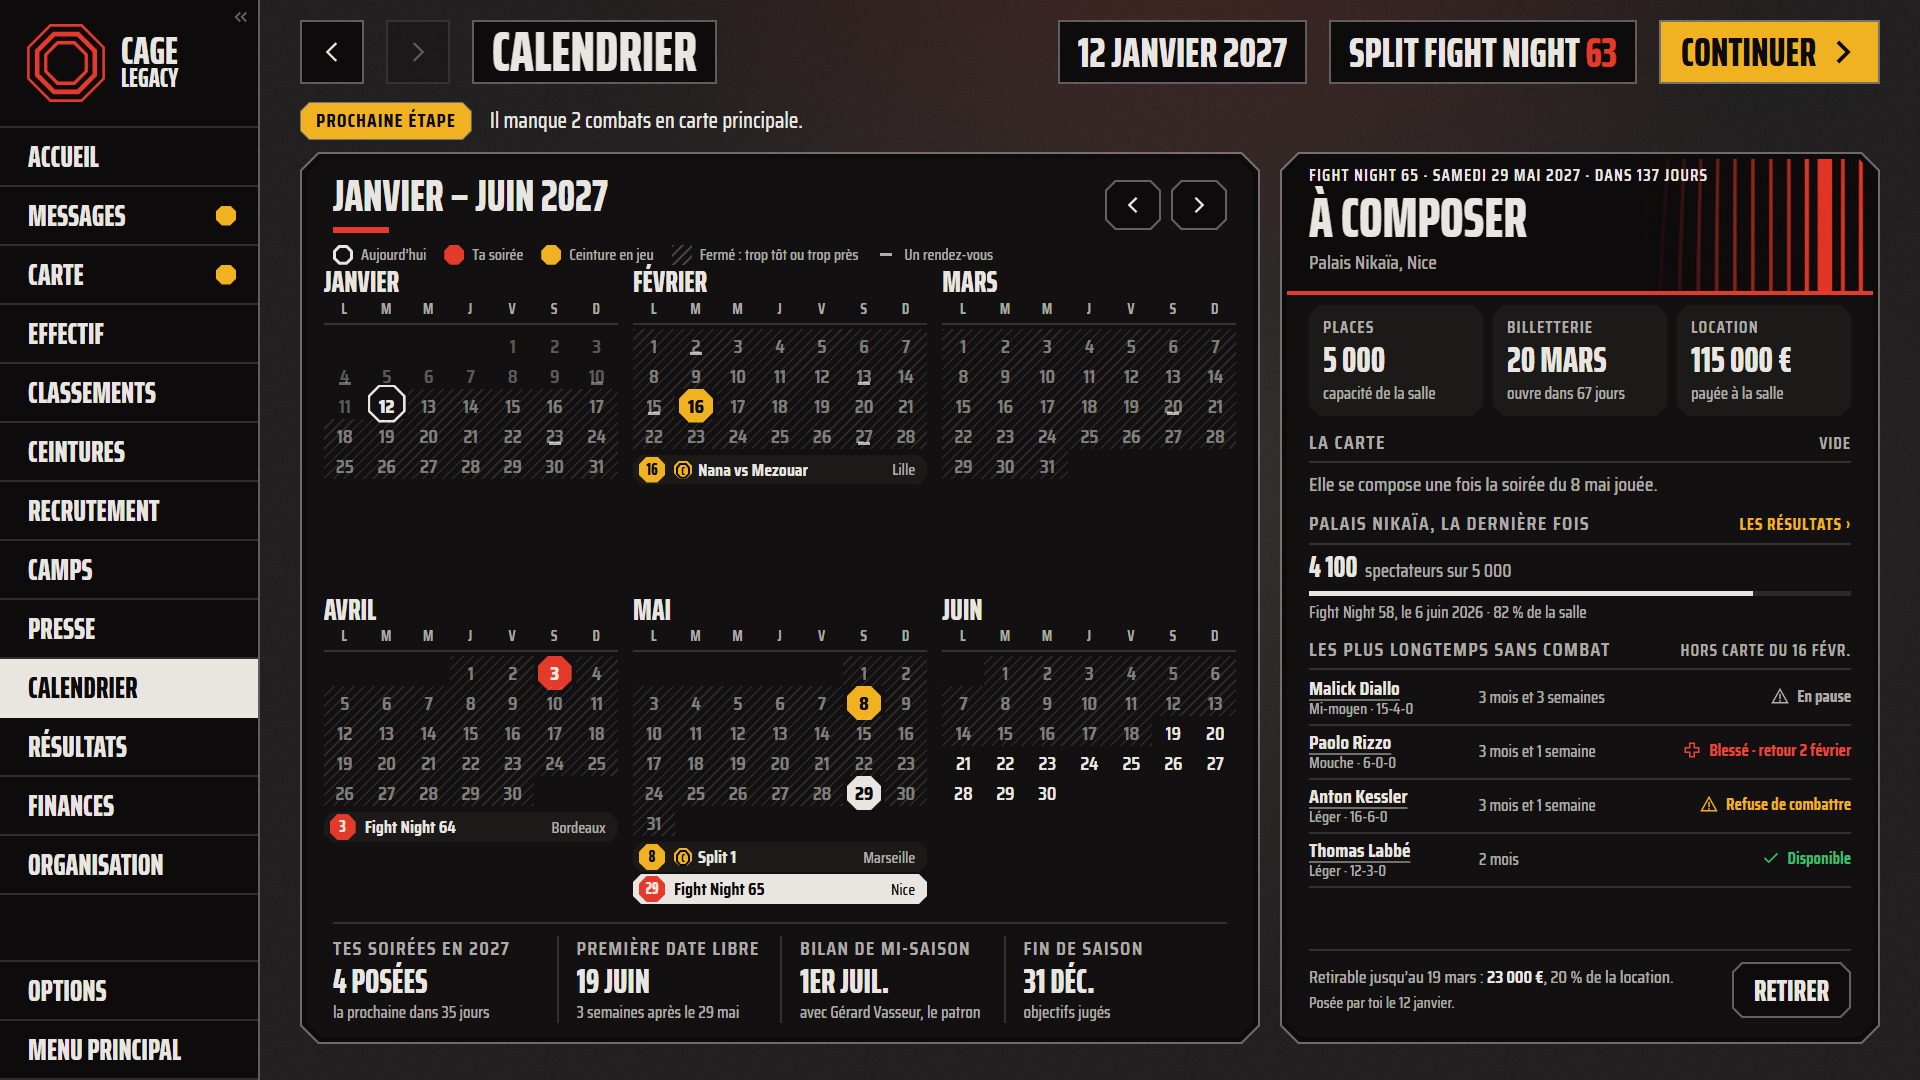 CAGE
LEGACY
«
ACCUEIL
MESSAGES
CARTE
EFFECTIF
CLASSEMENTS
CEINTURES
RECRUTEMENT
CAMPS
PRESSE
CALENDRIER
RÉSULTATS
FINANCES
ORGANISATION
OPTIONS
MENU PRINCIPAL
CALENDRIER
12 JANVIER 2027
SPLIT FIGHT NIGHT 63
CONTINUER
PROCHAINE ÉTAPE Il manque 2 combats en carte principale.
JANVIER – JUIN 2027
Aujourd'hui Ta soirée Ceinture en jeu Fermé : trop tôt ou trop près Un rendez-vous
JANVIER
L M M J V S D
1 2 3
4 5 6 7 8 9 10
11 12 13 14 15 16 17
18 19 20 21 22 23 24
25 26 27 28 29 30 31
FÉVRIER
L M M J V S D
1 2 3 4 5 6 7
8 9 10 11 12 13 14
15 16 17 18 19 20 21
22 23 24 25 26 27 28
16 Nana vs Mezouar Lille
MARS
L M M J V S D
1 2 3 4 5 6 7
8 9 10 11 12 13 14
15 16 17 18 19 20 21
22 23 24 25 26 27 28
29 30 31
AVRIL
L M M J V S D
1 2 3 4
5 6 7 8 9 10 11
12 13 14 15 16 17 18
19 20 21 22 23 24 25
26 27 28 29 30
3 Fight Night 64 Bordeaux
MAI
L M M J V S D
1 2
3 4 5 6 7 8 9
10 11 12 13 14 15 16
17 18 19 20 21 22 23
24 25 26 27 28 29 30
31
8 Split 1 Marseille
29 Fight Night 65 Nice
JUIN
L M M J V S D
1 2 3 4 5 6
7 8 9 10 11 12 13
14 15 16 17 18 19 20
21 22 23 24 25 26 27
28 29 30
TES SOIRÉES EN 2027
4 POSÉES
la prochaine dans 35 jours
PREMIÈRE DATE LIBRE
19 JUIN
3 semaines après le 29 mai
BILAN DE MI-SAISON
1ER JUIL.
avec Gérard Vasseur, le patron
FIN DE SAISON
31 DÉC.
objectifs jugés
FIGHT NIGHT 65 · SAMEDI 29 MAI 2027 · DANS 137 JOURS
À COMPOSER
Palais Nikaïa, Nice
PLACES
5 000
capacité de la salle
BILLETTERIE
20 MARS
ouvre dans 67 jours
LOCATION
115 000 €
payée à la salle
LA CARTE VIDE
Elle se compose une fois la soirée du 8 mai jouée.
PALAIS NIKAÏA, LA DERNIÈRE FOIS LES RÉSULTATS ›
4 100 spectateurs sur 5 000
Fight Night 58, le 6 juin 2026 · 82 % de la salle
LES PLUS LONGTEMPS SANS COMBAT HORS CARTE DU 16 FÉVR.
Malick Diallo 3 mois et 3 semaines En pause
Mi-moyen · 15-4-0
Paolo Rizzo 3 mois et 1 semaine Blessé · retour 2 février
Mouche · 6-0-0
Anton Kessler 3 mois et 1 semaine Refuse de combattre
Léger · 16-6-0
Thomas Labbé 2 mois Disponible
Léger · 12-3-0
Retirable jusqu'au 19 mars : 23 000 €, 20 % de la location.
Posée par toi le 12 janvier.
RETIRER